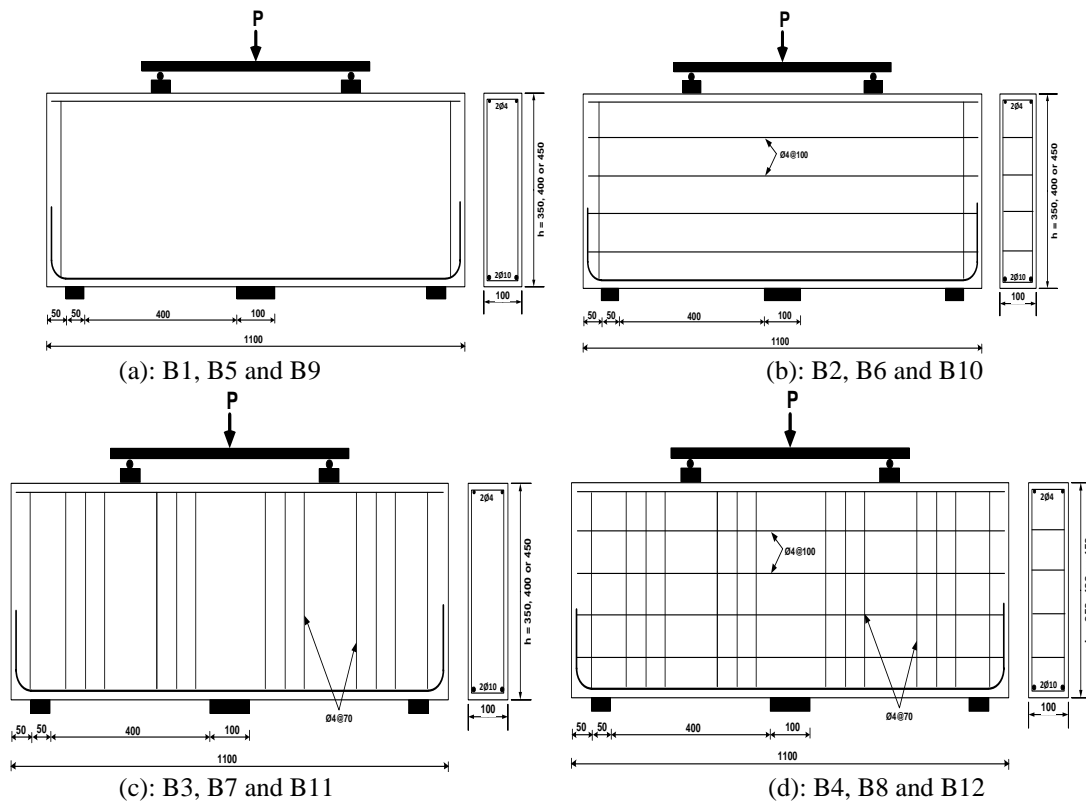 P
2Ø4
h = 350, 400 or 450
2Ø10
100
50 50 400 100
1100
(a): B1, B5 and B9
P
2Ø4
Ø4@100
h = 350, 400 or 450
2Ø10
100
50 50 400 100
1100
(b): B2, B6 and B10
P
2Ø4
h = 350, 400 or 450
2Ø10
Ø4@70
100
50 50 400 100
1100
(c): B3, B7 and B11
P
2Ø4
Ø4@100
2Ø10
Ø4@70
100
50 50 400 100
1100
(d): B4, B8 and B12